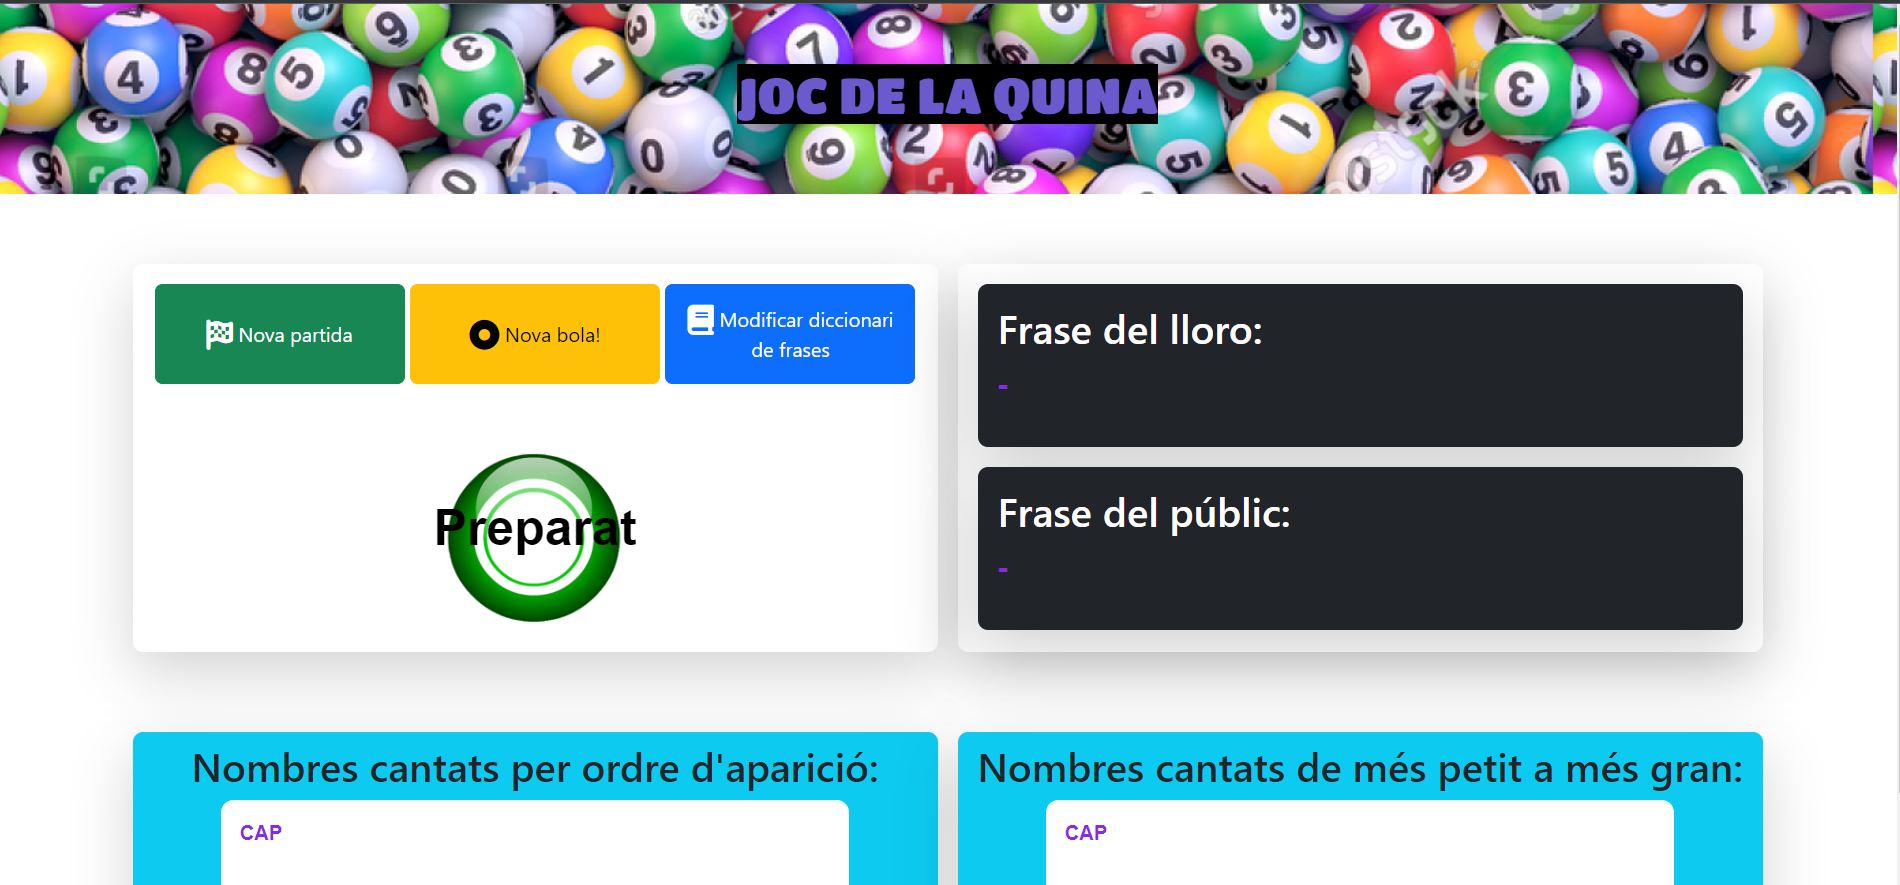 JOC DE LA QUINA
Nova partida
Nova bola!
Modificar diccionari
de frases
Preparat
Frase del lloro:
-
Frase del públic:
-
Nombres cantats per ordre d'aparició:
CAP
Nombres cantats de més petit a més gran:
CAP